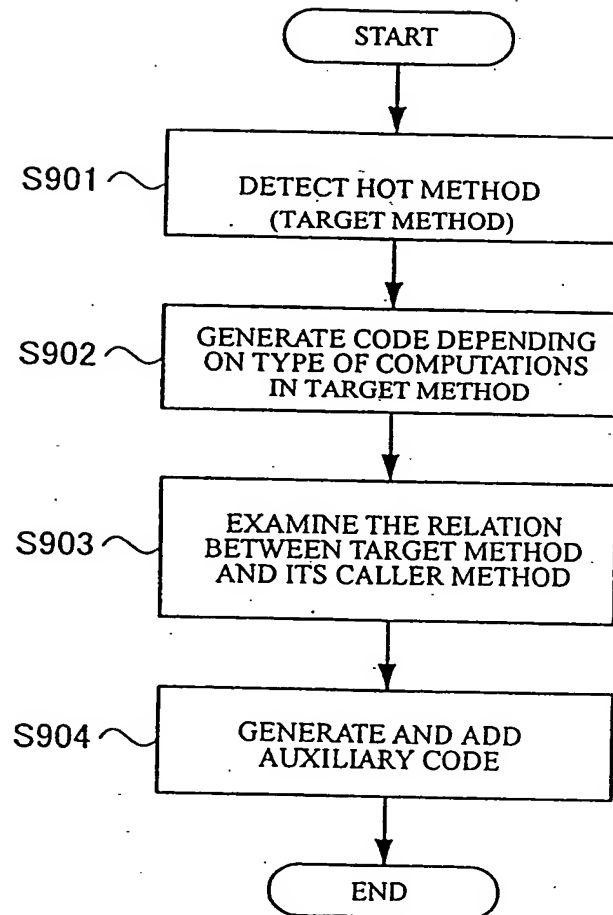 START
S901
DETECT HOT METHOD
(TARGET METHOD)
S902
GENERATE CODE DEPENDING
ON TYPE OF COMPUTATIONS
IN TARGET METHOD
S903
EXAMINE THE RELATION
BETWEEN TARGET METHOD
AND ITS CALLER METHOD
S904
GENERATE AND ADD
AUXILIARY CODE
END